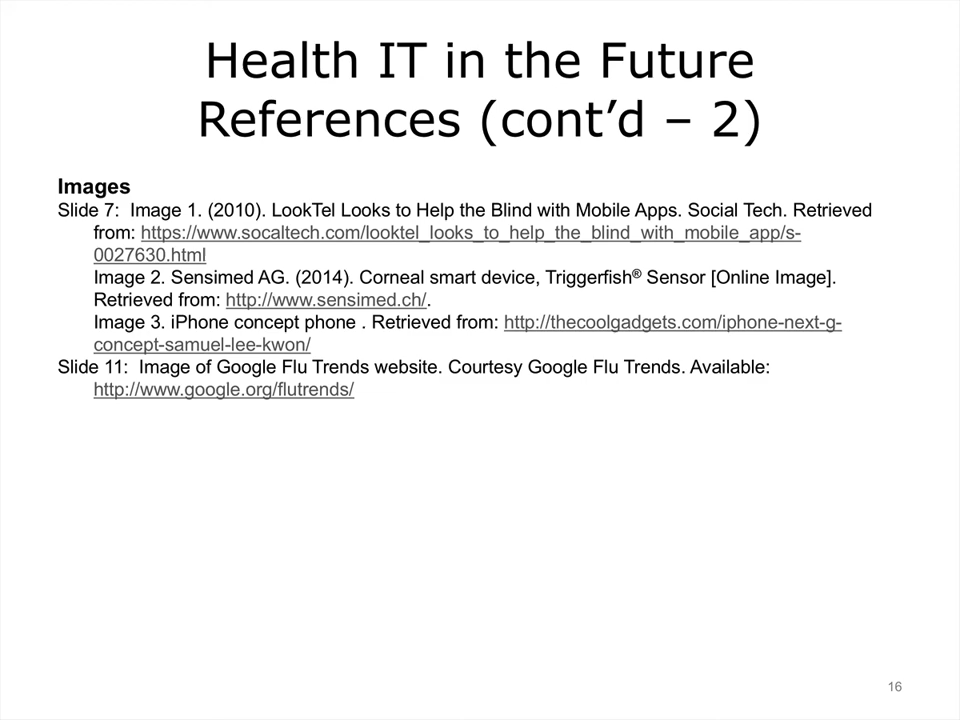 Health IT in the Future
References (cont’d – 2)
Images
Slide 7:  Image 1. (2010). LookTel Looks to Help the Blind with Mobile Apps. Social Tech. Retrieved
from: https://www.socaltech.com/looktel_looks_to_help_the_blind_with_mobile_app/s-
0027630.html
Image 2. Sensimed AG. (2014). Corneal smart device, Triggerfish® Sensor [Online Image].
Retrieved from: http://www.sensimed.ch/.
Image 3. iPhone concept phone . Retrieved from: http://thecoolgadgets.com/iphone-next-g-
concept-samuel-lee-kwon/
Slide 11:  Image of Google Flu Trends website. Courtesy Google Flu Trends. Available:
http://www.google.org/flutrends/
16